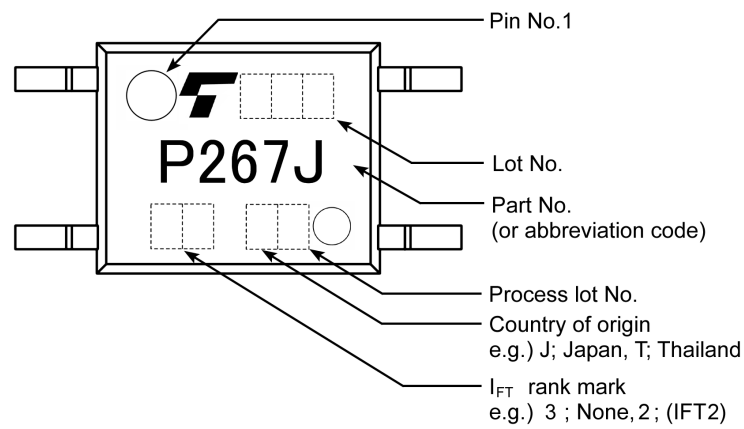 Pin No.1
P267J
Lot No.
Part No.
(or abbreviation code)
Process lot No.
Country of origin
e.g.) J; Japan, T; Thailand
IFT rank mark
e.g.) 3 ; None, 2 ; (IFT2)